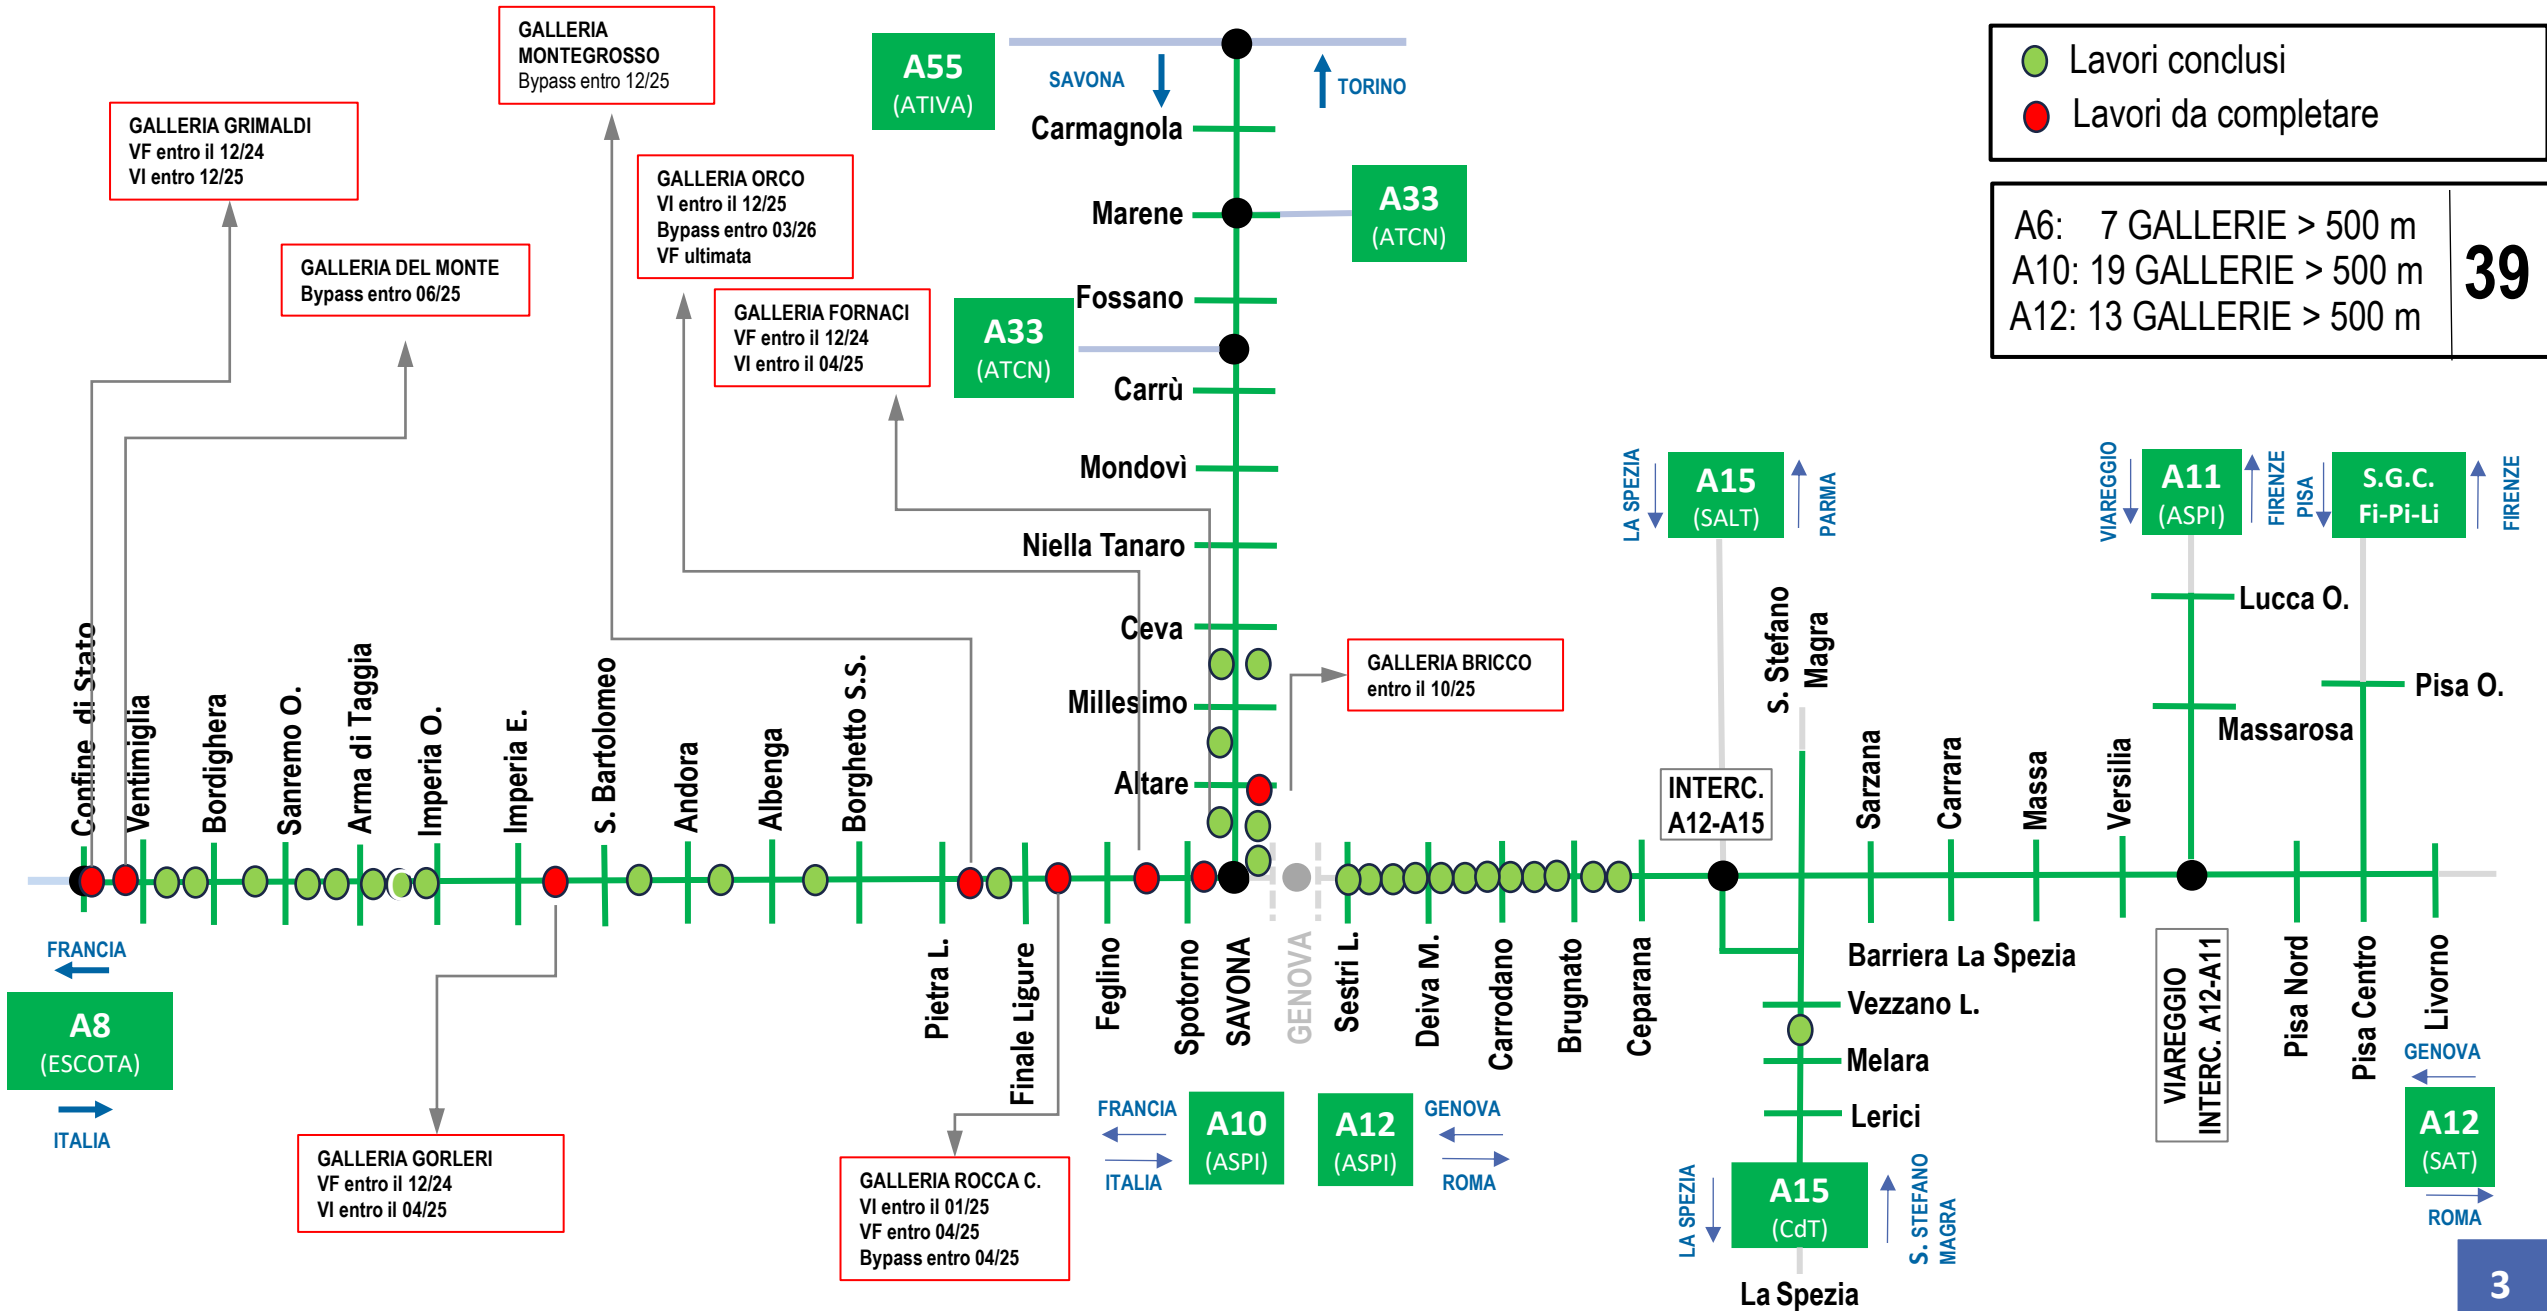 GALLERIA
MONTEGROSSO
Bypass entro 12/25
GALLERIA GRIMALDI
VF entro il 12/24
VI entro 12/25
GALLERIA DEL MONTE
Bypass entro 06/25
GALLERIA ORCO
VI entro il 12/25
Bypass entro 03/26
VF ultimata
GALLERIA FORNACI
VF entro il 12/24
VI entro il 04/25
A55
(ATIVA)
SAVONA
TORINO
Carmagnola
Marene
A33
(ATCN)
Fossano
A33
(ATCN)
Carrù
Mondovì
Niella Tanaro
Ceva
Millesimo
Altare
Lavori conclusi
Lavori da completare
A6: 7 GALLERIE > 500 m
A10: 19 GALLERIE > 500 m
A12: 13 GALLERIE > 500 m
39
GALLERIA BRICCO
entro il 10/25
LA SPEZIA
A15
(SALT)
PARMA
VIAREGGIO
A11
(ASPI)
FIRENZE
PISA
S.G.C.
Fi-Pi-Li
FIRENZE
Lucca O.
Massarosa
Pisa O.
S. Stefano
Magra
INTERC.
A12-A15
Confine di Stato
Ventimiglia
Bordighera
Sanremo O.
Arma di Taggia
Imperia O.
Imperia E.
S. Bartolomeo
Andora
Albenga
Borghetto S.S.
Sarzana
Carrara
Massa
Versilia
Pietra L.
Finale Ligure
Feglino
Spotorno
SAVONA
GENOVA
Sestri L.
Deiva M.
Carrodano
Brugnato
Ceparana
Barriera La Spezia
Vezzano L.
Melara
Lerici
VIAREGGIO
INTERC. A12-A11
Pisa Nord
Pisa Centro
Livorno
FRANCIA
A8
(ESCOTA)
ITALIA
GALLERIA GORLERI
VF entro il 12/24
VI entro il 04/25
GALLERIA ROCCA C.
VI entro il 01/25
VF entro 04/25
Bypass entro 04/25
FRANCIA
ITALIA
A10
(ASPI)
A12
(ASPI)
GENOVA
ROMA
LA SPEZIA
A15
(CdT)
S. STEFANO
MAGRA
La Spezia
GENOVA
A12
(SAT)
ROMA
3